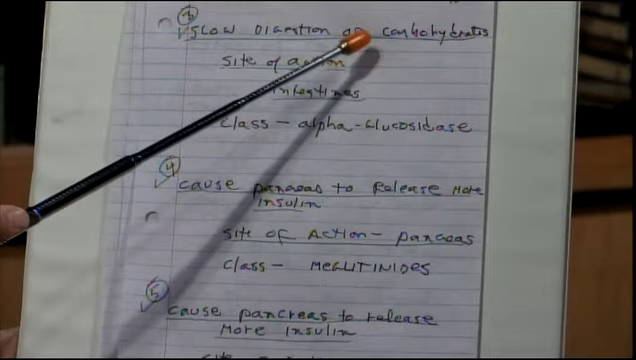 ③ SLOW DIGESTION OF Carbohydrates
Site of action
Intestines
Class - alpha-Glucosidase
④
cause pancreas to Release More
insulin
Site of Action - pancreas
Class - MEGLITINIDES
⑤
cause pancreas to release
More insulin